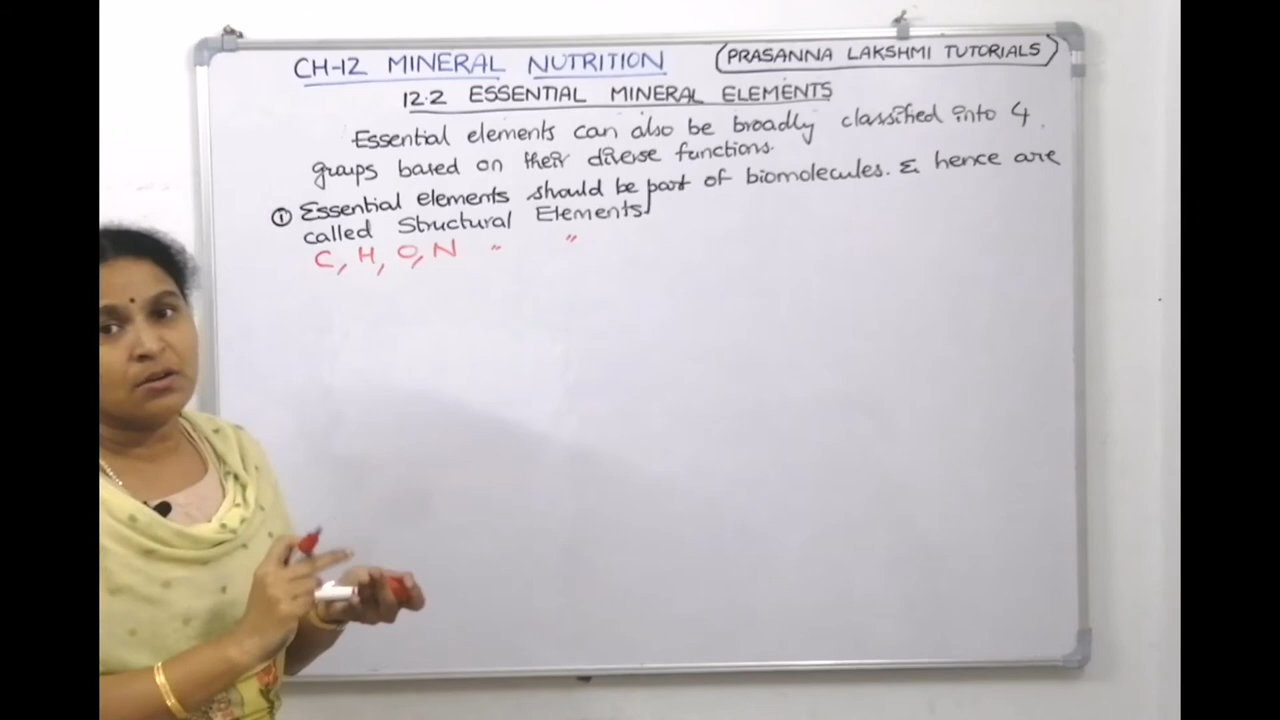 CH-12 MINERAL NUTRITION (PRASANNA LAKSHMI TUTORIALS)
12.2 ESSENTIAL MINERAL ELEMENTS
Essential elements can also be broadly classified into 4
groups based on their diverse functions.
① Essential elements should be part of biomolecules. & hence are
called Structural Elements
C, H, O, N " "